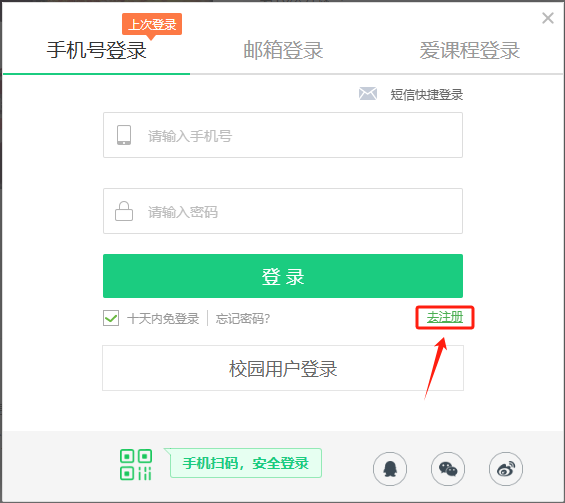 上次登录
手机号登录 邮箱登录 爱课程登录
短信快捷登录
请输入手机号
请输入密码
登 录
十天内免登录 忘记密码? 去注册
校园用户登录
手机扫码，安全登录